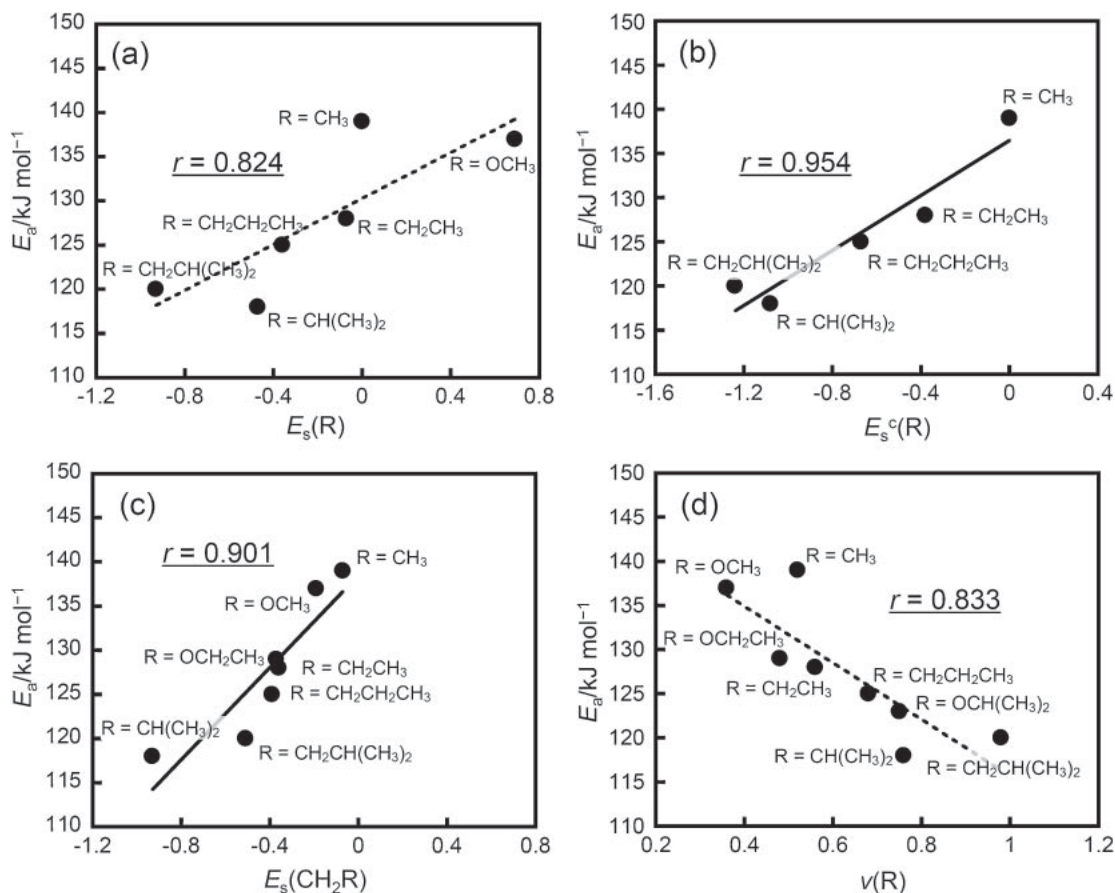 (a)
150
145
140
135
130
125
120
115
110
Eₐ/kJ mol⁻¹
R = CH₃
r = 0.824
R = OCH₃
R = CH₂CH₂CH₃
R = CH₂CH₃
R = CH₂CH(CH₃)₂
R = CH(CH₃)₂
-1.2 -0.8 -0.4 0 0.4 0.8
Eₛ(R)
(b)
150
145
140
135
130
125
120
115
110
Eₐ/kJ mol⁻¹
R = CH₃
r = 0.954
R = CH₂CH₃
R = CH₂CH(CH₃)₂
R = CH₂CH₂CH₃
R = CH(CH₃)₂
-1.6 -1.2 -0.8 -0.4 0 0.4
Eₛᶜ(R)
(c)
150
145
140
135
130
125
120
115
110
Eₐ/kJ mol⁻¹
r = 0.901
R = CH₃
R = OCH₃
R = OCH₂CH₃
R = CH₂CH₃
R = CH₂CH₂CH₃
R = CH(CH₃)₂
R = CH₂CH(CH₃)₂
-1.2 -0.8 -0.4 0 0.4 0.8
Eₛ(CH₂R)
(d)
150
145
140
135
130
125
120
115
110
Eₐ/kJ mol⁻¹
R = CH₃
R = OCH₃
r = 0.833
R = OCH₂CH₃
R = CH₂CH₂CH₃
R = CH₂CH₃
R = OCH(CH₃)₂
R = CH(CH₃)₂
R = CH₂CH(CH₃)₂
0.2 0.4 0.6 0.8 1 1.2
ν(R)